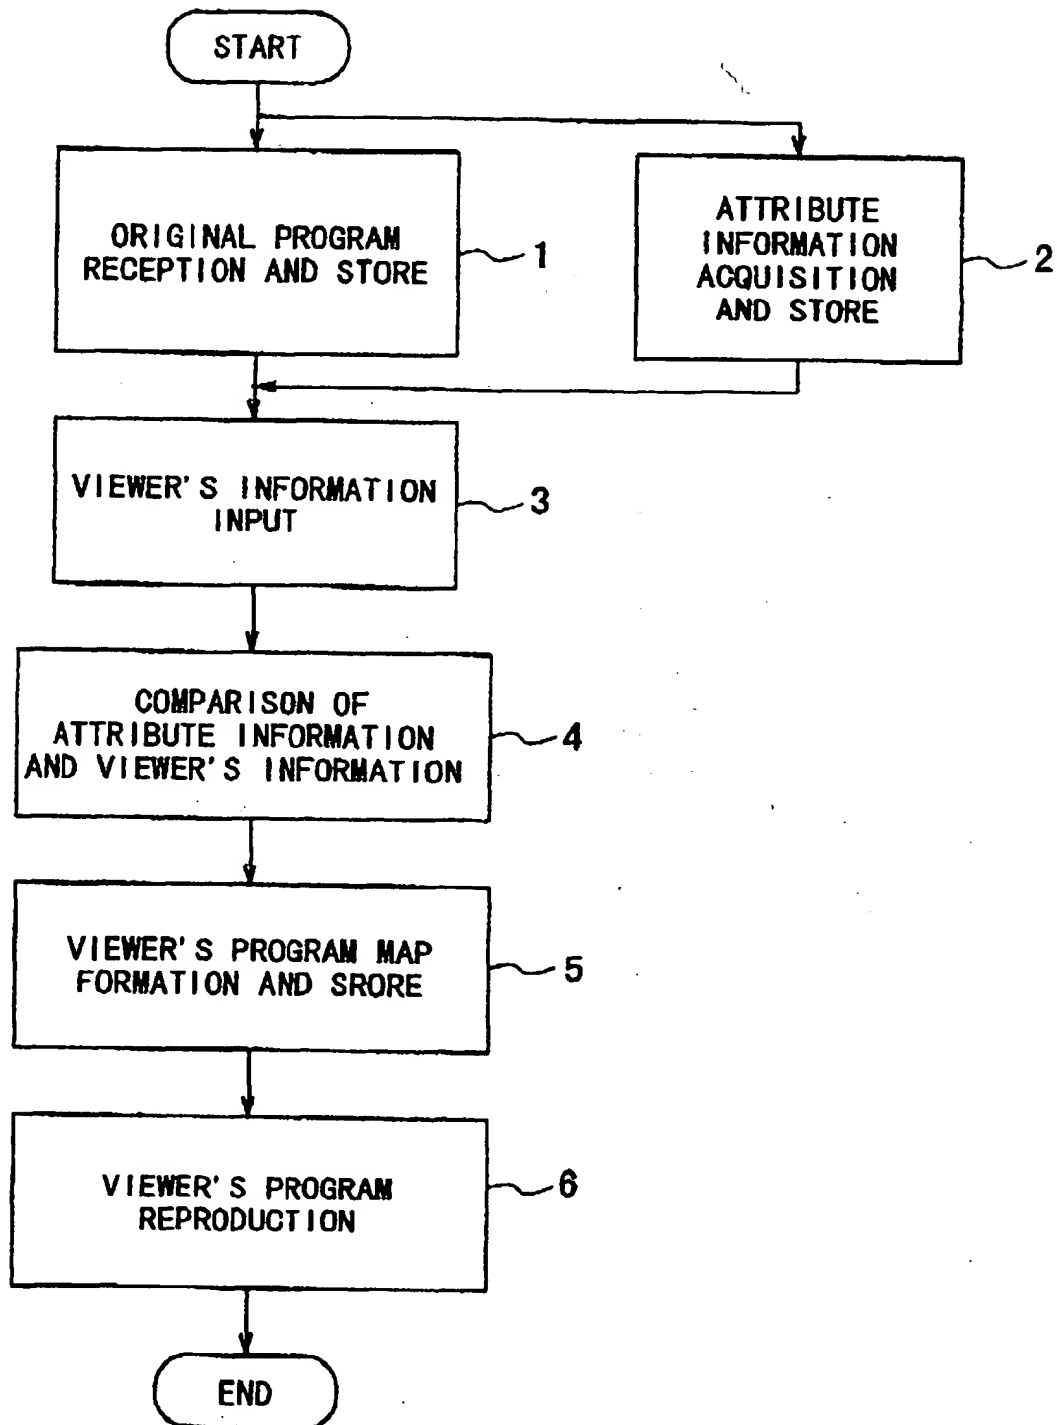 START
ORIGINAL PROGRAM
RECEPTION AND STORE
1
ATTRIBUTE
INFORMATION
ACQUISITION
AND STORE
2
VIEWER'S INFORMATION
INPUT
3
COMPARISON OF
ATTRIBUTE INFORMATION
AND VIEWER'S INFORMATION
4
VIEWER'S PROGRAM MAP
FORMATION AND SRORE
5
VIEWER'S PROGRAM
REPRODUCTION
6
END